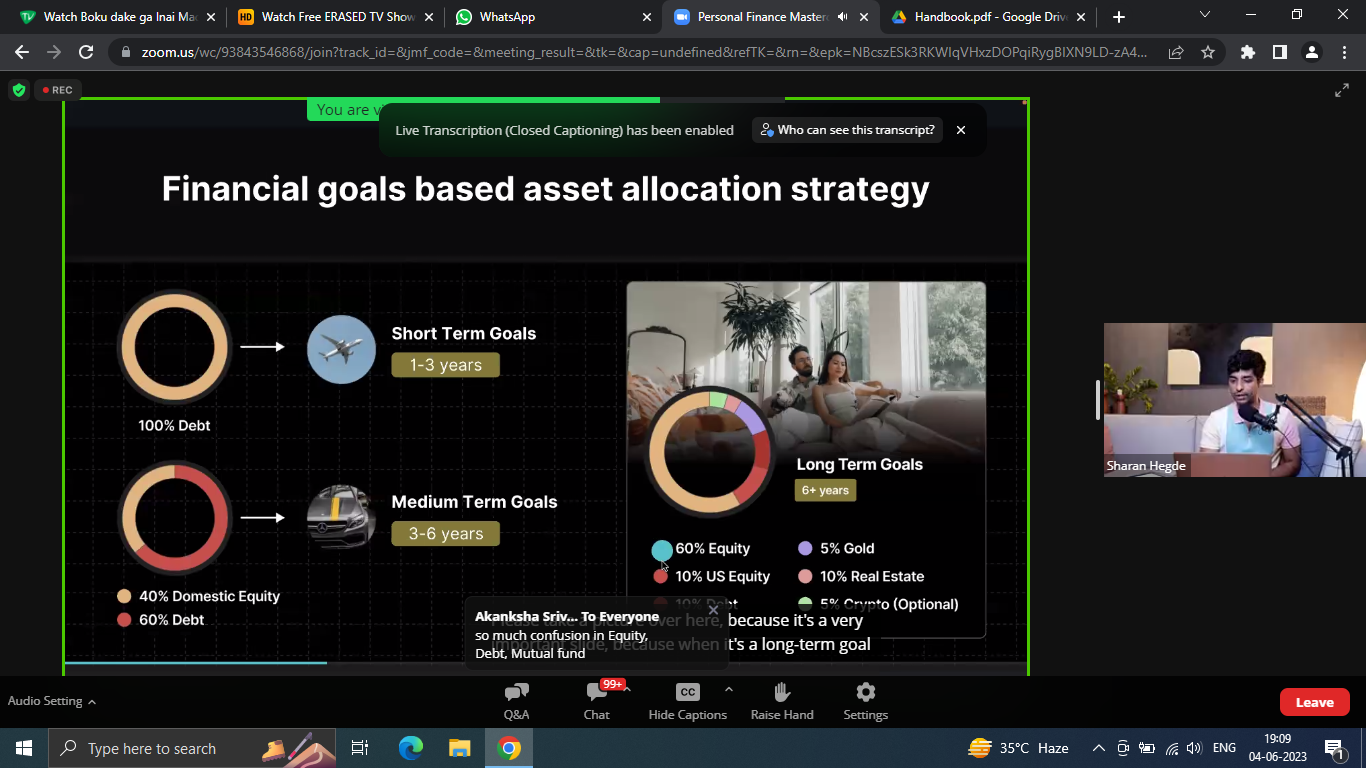 Watch Boku dake ga Inai Ma
Watch Free ERASED TV Show
WhatsApp
Personal Finance Masterc
Handbook.pdf - Google Drive
zoom.us/wc/93843546868/join?track_id=&jmf_code=&meeting_result=&tk=&cap=undefined&refTK=&rn=&epk=NBcszESk3RKWIqVHxzDOPqiRygBIXN9LD-zA4...
REC
You are v
Live Transcription (Closed Captioning) has been enabled
Who can see this transcript?
Financial goals based asset allocation strategy
Short Term Goals
1-3 years
100% Debt
Medium Term Goals
3-6 years
40% Domestic Equity
60% Debt
Long Term Goals
6+ years
60% Equity
5% Gold
10% US Equity
10% Real Estate
10% Debt
5% Crypto (Optional)
Please take a picture over here, because it's a very
important slide, because when it's a long-term goal
Akanksha Sriv... To Everyone
so much confusion in Equity,
Debt, Mutual fund
Sharan Hegde
Audio Setting
Q&A
99+
Chat
CC
Hide Captions
Raise Hand
Settings
Leave
Type here to search
35°C Haze
ENG
19:09
04-06-2023
1